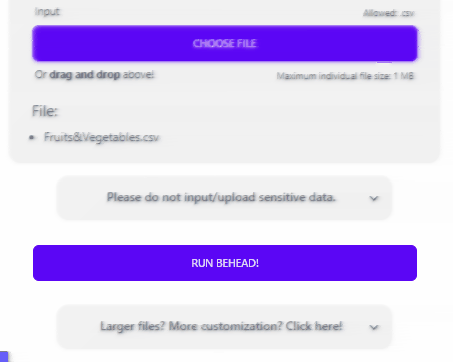 Input
Allowed: .csv
CHOOSE FILE
Or drag and drop above!
Maximum individual file size: 1 MB
File:
• Fruits&Vegetables.csv
Please do not input/upload sensitive data.
RUN BEHEAD!
Larger files? More customization? Click here!